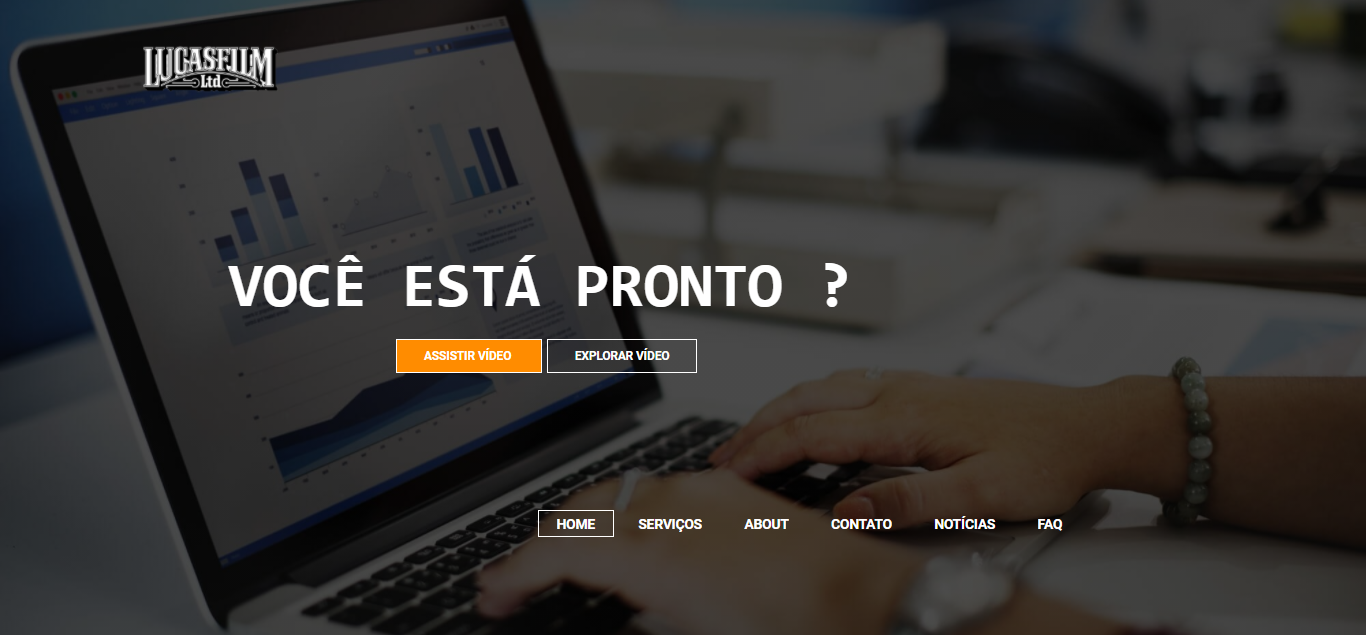 LUCASFILM
Ltd
VOCÊ ESTÁ PRONTO ?
ASSISTIR VÍDEO EXPLORAR VÍDEO
HOME SERVIÇOS ABOUT CONTATO NOTÍCIAS FAQ